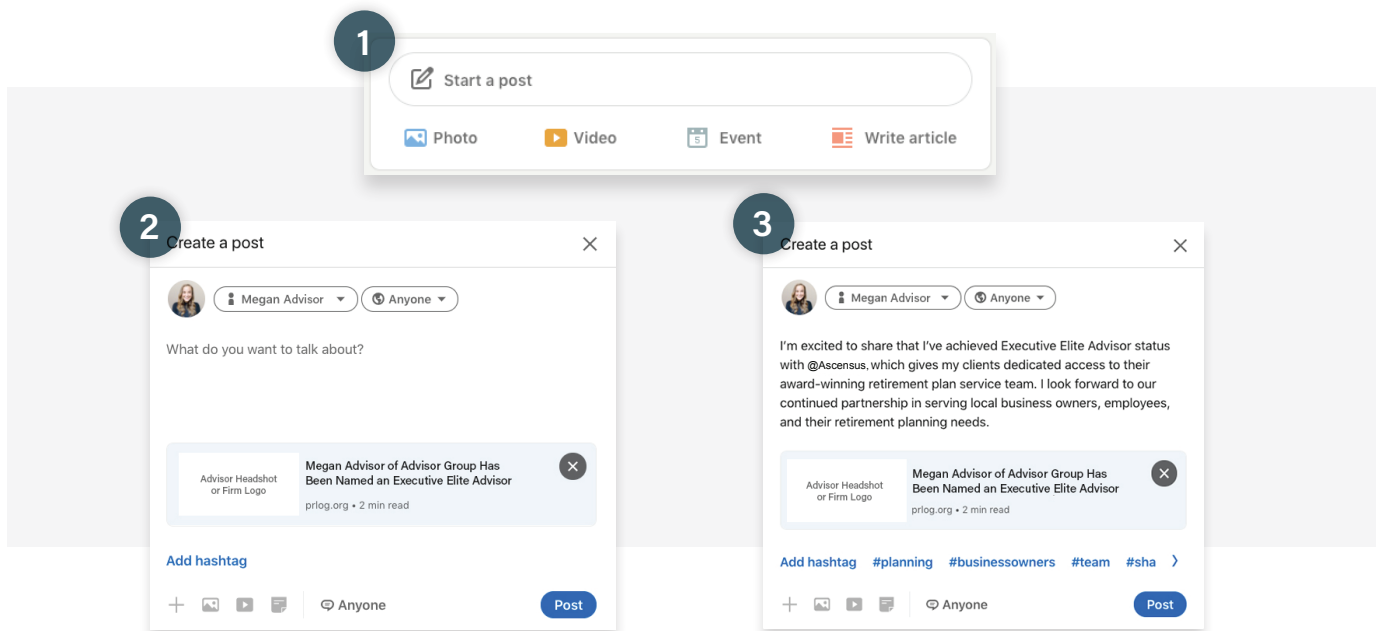 1
Start a post
Photo
Video
5
Event
Write article
2
Create a post
Megan Advisor
Anyone
What do you want to talk about?
Advisor Headshot
or Firm Logo
Megan Advisor of Advisor Group Has
Been Named an Executive Elite Advisor
prlog.org • 2 min read
Add hashtag
Anyone
Post
3
Create a post
Megan Advisor
Anyone
I'm excited to share that I've achieved Executive Elite Advisor status
with @Ascensus, which gives my clients dedicated access to their
award-winning retirement plan service team. I look forward to our
continued partnership in serving local business owners, employees,
and their retirement planning needs.
Advisor Headshot
or Firm Logo
Megan Advisor of Advisor Group Has
Been Named an Executive Elite Advisor
prlog.org • 2 min read
Add hashtag #planning #businessowners #team #sha
Anyone
Post